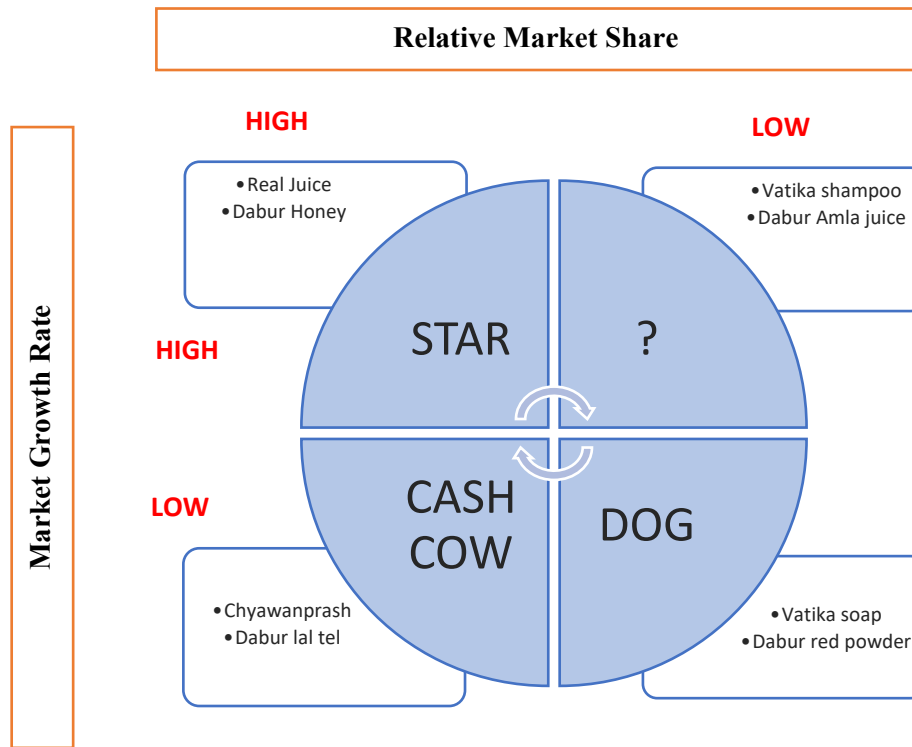 Relative Market Share
HIGH
LOW
•Real Juice
•Dabur Honey
•Vatika shampoo
•Dabur Amla juice
Market Growth Rate
HIGH
STAR
?
LOW
CASH
COW
DOG
•Chyawanprash
•Dabur lal tel
•Vatika soap
•Dabur red powder